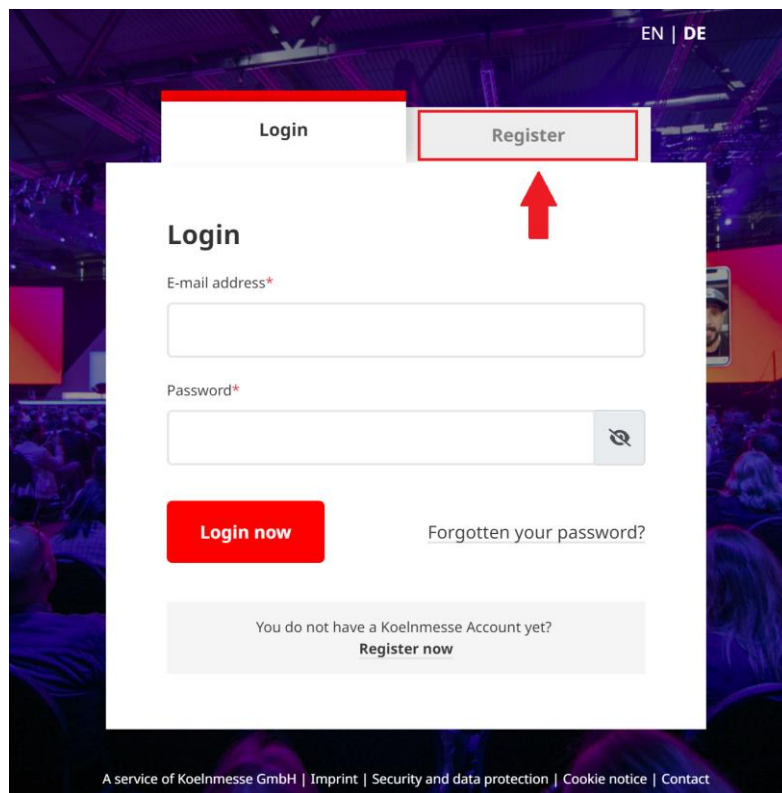 EN | DE
Login
Register
Login
E-mail address*
Password*
Login now
Forgotten your password?
You do not have a Koelnmesse Account yet?
Register now
A service of Koelnmesse GmbH | Imprint | Security and data protection | Cookie notice | Contact